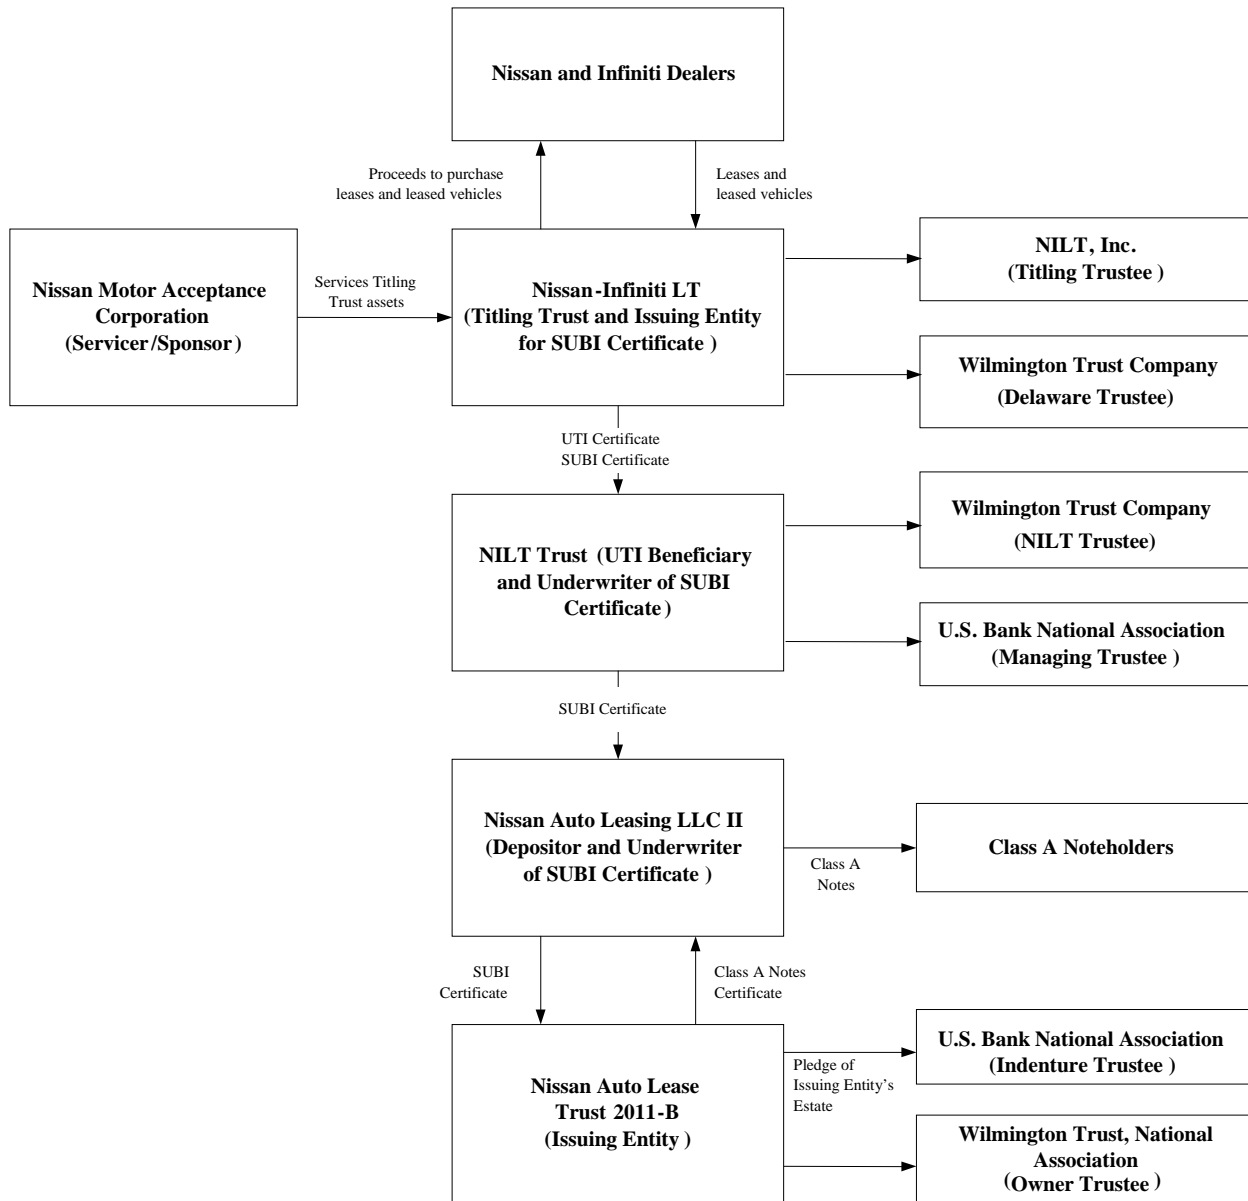 Nissan and Infiniti Dealers
Proceeds to purchase
leases and leased vehicles
Leases and
leased vehicles
Nissan Motor Acceptance
Corporation
(Servicer/Sponsor)
Services Titling
Trust assets
Nissan-Infiniti LT
(Titling Trust and Issuing Entity
for SUBI Certificate )
NILT, Inc.
(Titling Trustee )
Wilmington Trust Company
(Delaware Trustee)
UTI Certificate
SUBI Certificate
NILT Trust (UTI Beneficiary
and Underwriter of SUBI
Certificate)
Wilmington Trust Company
(NILT Trustee)
U.S. Bank National Association
(Managing Trustee )
SUBI Certificate
Nissan Auto Leasing LLC II
(Depositor and Underwriter
of SUBI Certificate )
Class A
Notes
Class A Noteholders
SUBI
Certificate
Class A Notes
Certificate
Nissan Auto Lease
Trust 2011-B
(Issuing Entity )
Pledge of
Issuing Entity's
Estate
U.S. Bank National Association
(Indenture Trustee )
Wilmington Trust, National
Association
(Owner Trustee )